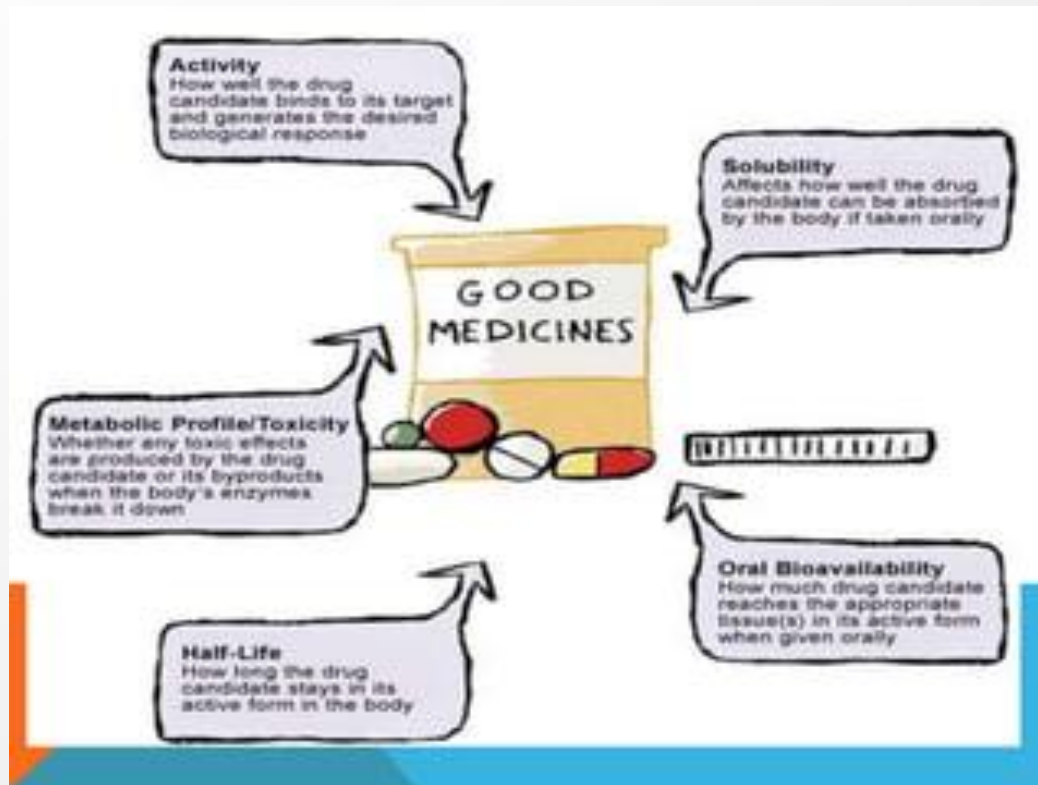 Activity
How well the drug
candidate binds to its target
and generates the desired
biological response
Solubility
Affects how well the drug
candidate can be absorbed
by the body if taken orally
GOOD
MEDICINES
Metabolic Profile/Toxicity
Whether any toxic effects
are produced by the drug
candidate or its byproducts
when the body's enzymes
break it down
Oral Bioavailability
How much drug candidate
reaches the appropriate
tissue(s) in its active form
when given orally
Half-Life
How long the drug
candidate stays in its
active form in the body